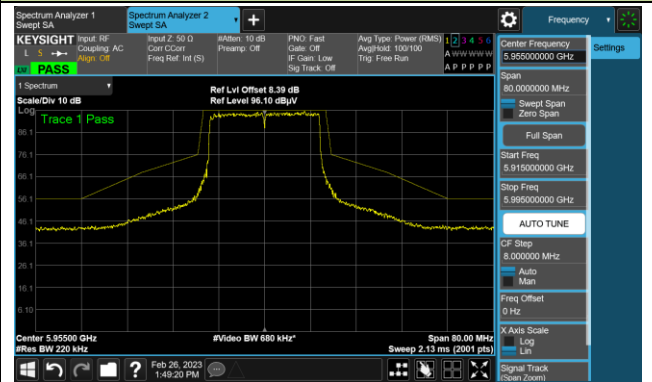 Spectrum Analyzer 1
Swept SA
Spectrum Analyzer 2
Swept SA
Frequency
KEYSIGHT
Input: RF
Coupling: AC
Align: Off
Input Z: 50 Ω
Corr CCorr
Freq Ref: Int (S)
#Atten: 10 dB
Preamp: Off
PNO: Fast
Gate: Off
IF Gain: Low
Sig Track: Off
Avg Type: Power (RMS)
Avg|Hold: 100/100
Trig: Free Run
1 2 3 4 5 6
A W W W W W
A P P P P P
L S
LNI PASS
1 Spectrum
Scale/Div 10 dB
Ref Lvl Offset 8.39 dB
Ref Level 96.10 dBµV
Log
Trace 1 Pass
86.1
76.1
66.1
56.1
46.1
36.1
26.1
16.1
6.10
Center 5.95500 GHz
#Res BW 220 kHz
#Video BW 680 kHz*
Span 80.00 MHz
Sweep 2.13 ms (2001 pts)
Feb 26, 2023
1:49:20 PM
Center Frequency
5.955000000 GHz
Settings
Span
80.0000000 MHz
Swept Span
Zero Span
Full Span
Start Freq
5.915000000 GHz
Stop Freq
5.995000000 GHz
AUTO TUNE
CF Step
8.000000 MHz
Auto
Man
Freq Offset
0 Hz
X Axis Scale
Log
Lin
Signal Track
(Span Zoom)